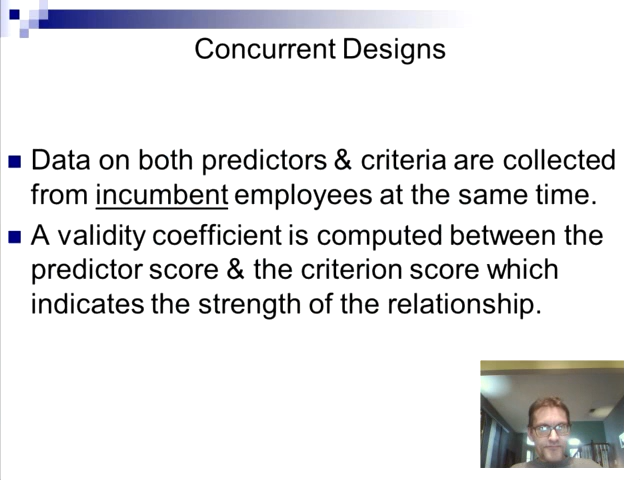 Concurrent Designs
Data on both predictors & criteria are collected
from incumbent employees at the same time.
A validity coefficient is computed between the
predictor score & the criterion score which
indicates the strength of the relationship.